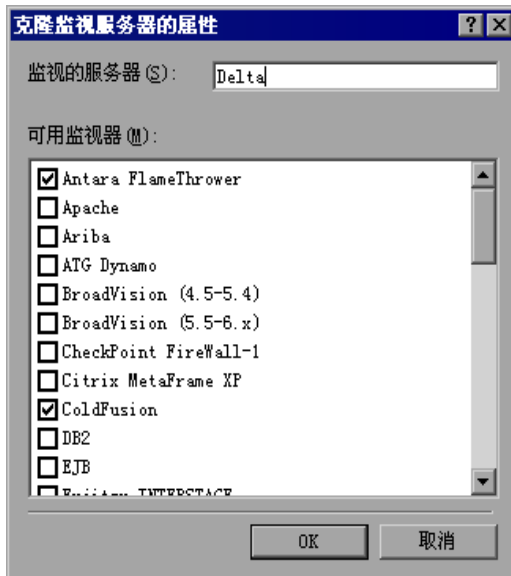 克隆监视服务器的属性
监视的服务器(S): Delta
可用监视器(M):
Antara FlameThrower
Apache
Ariba
ATG Dynamo
BroadVision (4.5-5.4)
BroadVision (5.5-6.x)
CheckPoint FireWall-1
Citrix MetaFrame XP
ColdFusion
DB2
EJB
Fujitsu INTERSTAGE
OK 取消